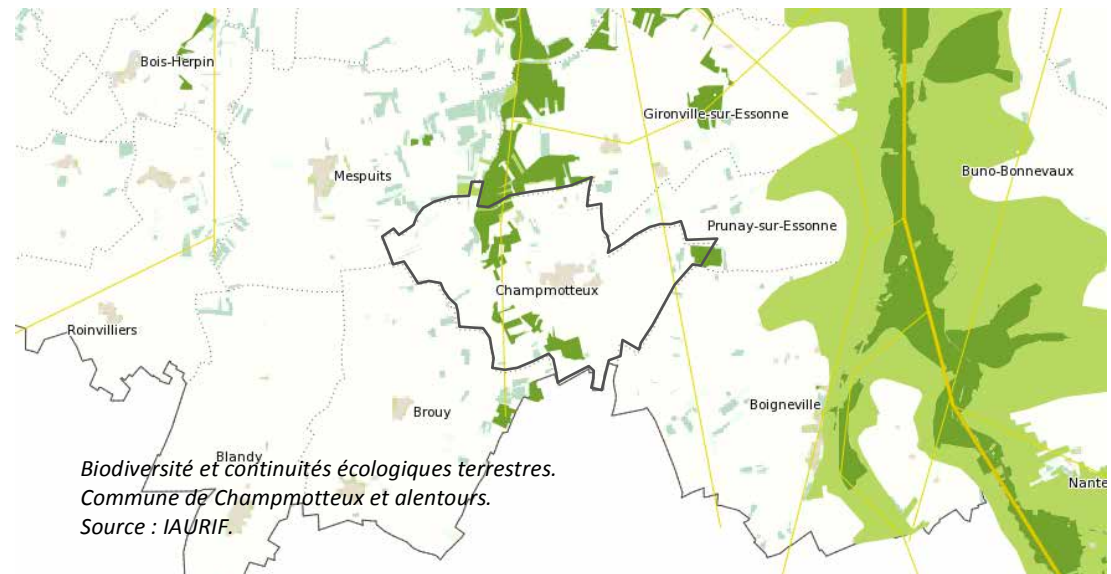 Bois-Herpin
Gironville-sur-Essonne
Mespuits
Buno-Bonnevaux
Prunay-sur-Essonne
Champmotteux
Roinvilliers
Boigneville
Brouy
Blandy
Biodiversité et continuités écologiques terrestres.
Commune de Champmotteux et alentours.
Source : IAURIF.
Nante